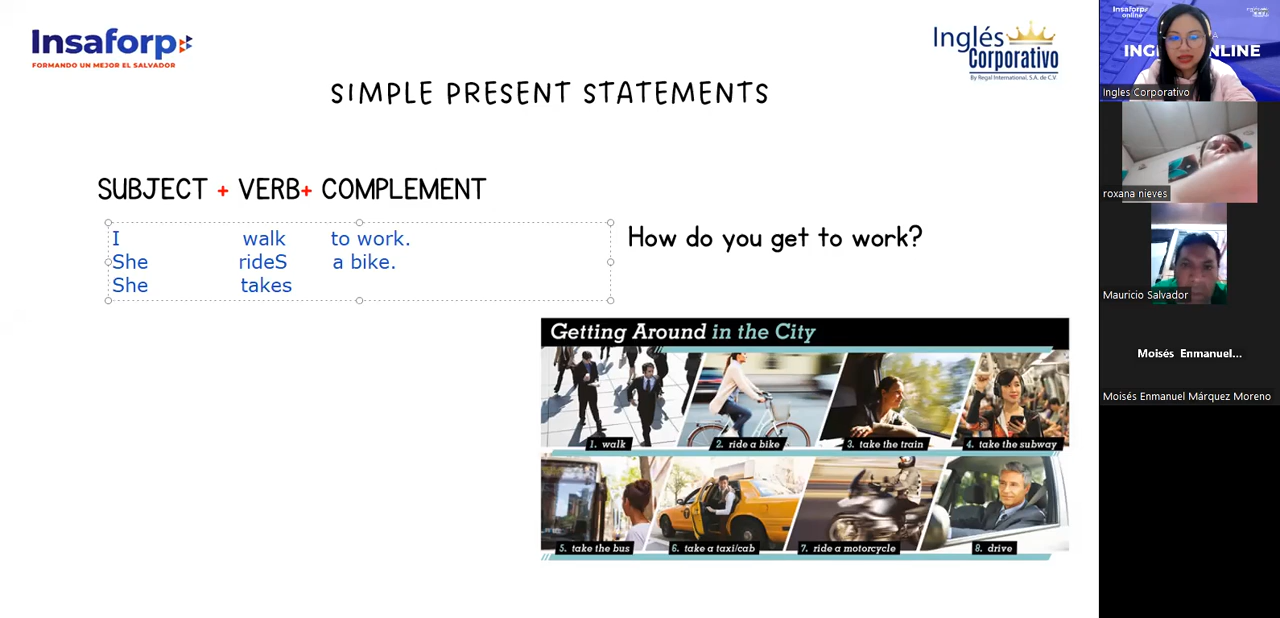 Insaforp
FORMANDO UN MEJOR EL SALVADOR
Inglés
Corporativo
By Regal International, S.A. de C.V.
SIMPLE PRESENT STATEMENTS
SUBJECT + VERB+ COMPLEMENT
I walk to work.
She rideS a bike.
She takes
How do you get to work?
Getting Around in the City
1. walk
2. ride a bike
3. take the train
4. take the subway
5. take the bus
6. take a taxi/cab
7. ride a motorcycle
8. drive
Insaforp
online
ING NLINE
Ingles Corporativo
roxana nieves
Mauricio Salvador
Moisés Enmanuel...
Moisés Enmanuel Márquez Moreno